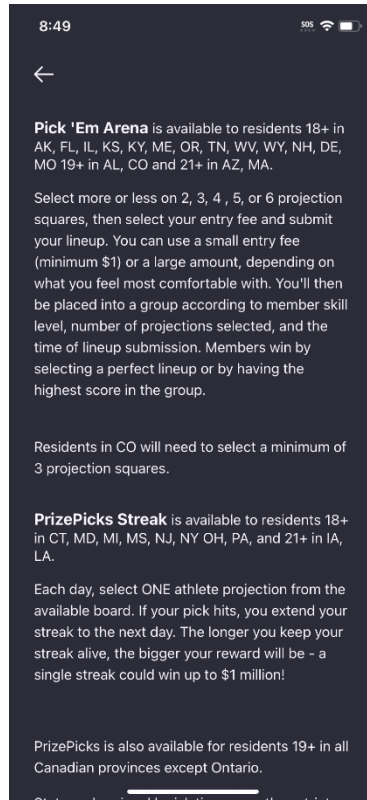 8:49
SOS
Pick 'Em Arena is available to residents 18+ in
AK, FL, IL, KS, KY, ME, OR, TN, WV, WY, NH, DE,
MO 19+ in AL, CO and 21+ in AZ, MA.
Select more or less on 2, 3, 4 , 5, or 6 projection
squares, then select your entry fee and submit
your lineup. You can use a small entry fee
(minimum $1) or a large amount, depending on
what you feel most comfortable with. You'll then
be placed into a group according to member skill
level, number of projections selected, and the
time of lineup submission. Members win by
selecting a perfect lineup or by having the
highest score in the group.
Residents in CO will need to select a minimum of
3 projection squares.
PrizePicks Streak is available to residents 18+
in CT, MD, MI, MS, NJ, NY OH, PA, and 21+ in IA,
LA.
Each day, select ONE athlete projection from the
available board. If your pick hits, you extend your
streak to the next day. The longer you keep your
streak alive, the bigger your reward will be - a
single streak could win up to $1 million!
PrizePicks is also available for residents 19+ in all
Canadian provinces except Ontario.